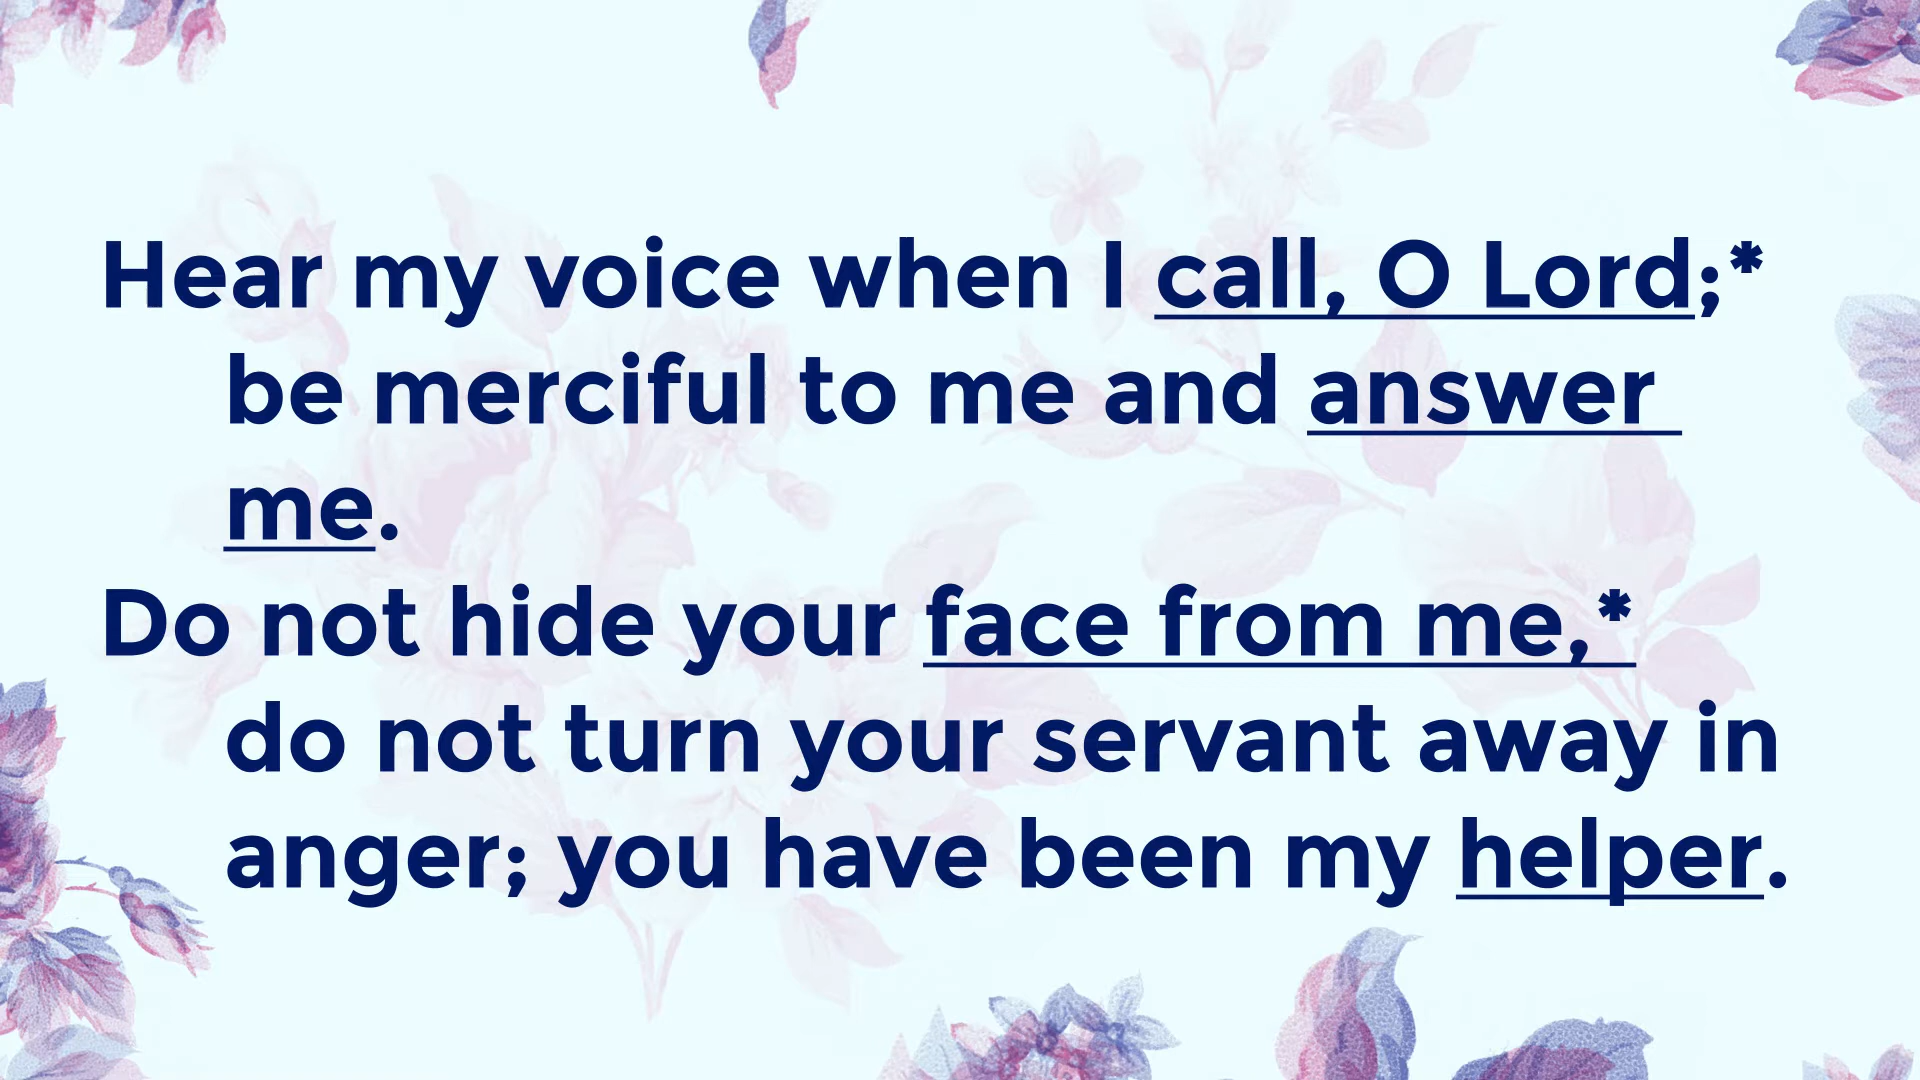 Hear my voice when I call, O Lord;*
be merciful to me and answer
me.
Do not hide your face from me,*
do not turn your servant away in
anger; you have been my helper.